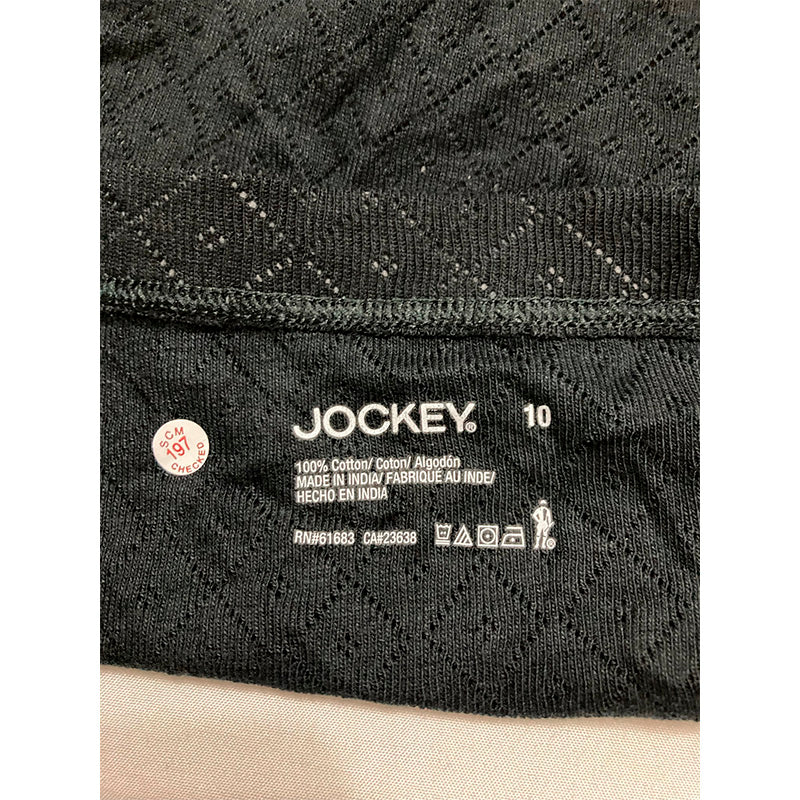 JOCKEY® 10
100% Cotton/ Coton/ Algodón
MADE IN INDIA/ FABRIQUÉ AU INDE/
HECHO EN INDIA
RN#61683 CA#23638
SCM
197
CHECKED